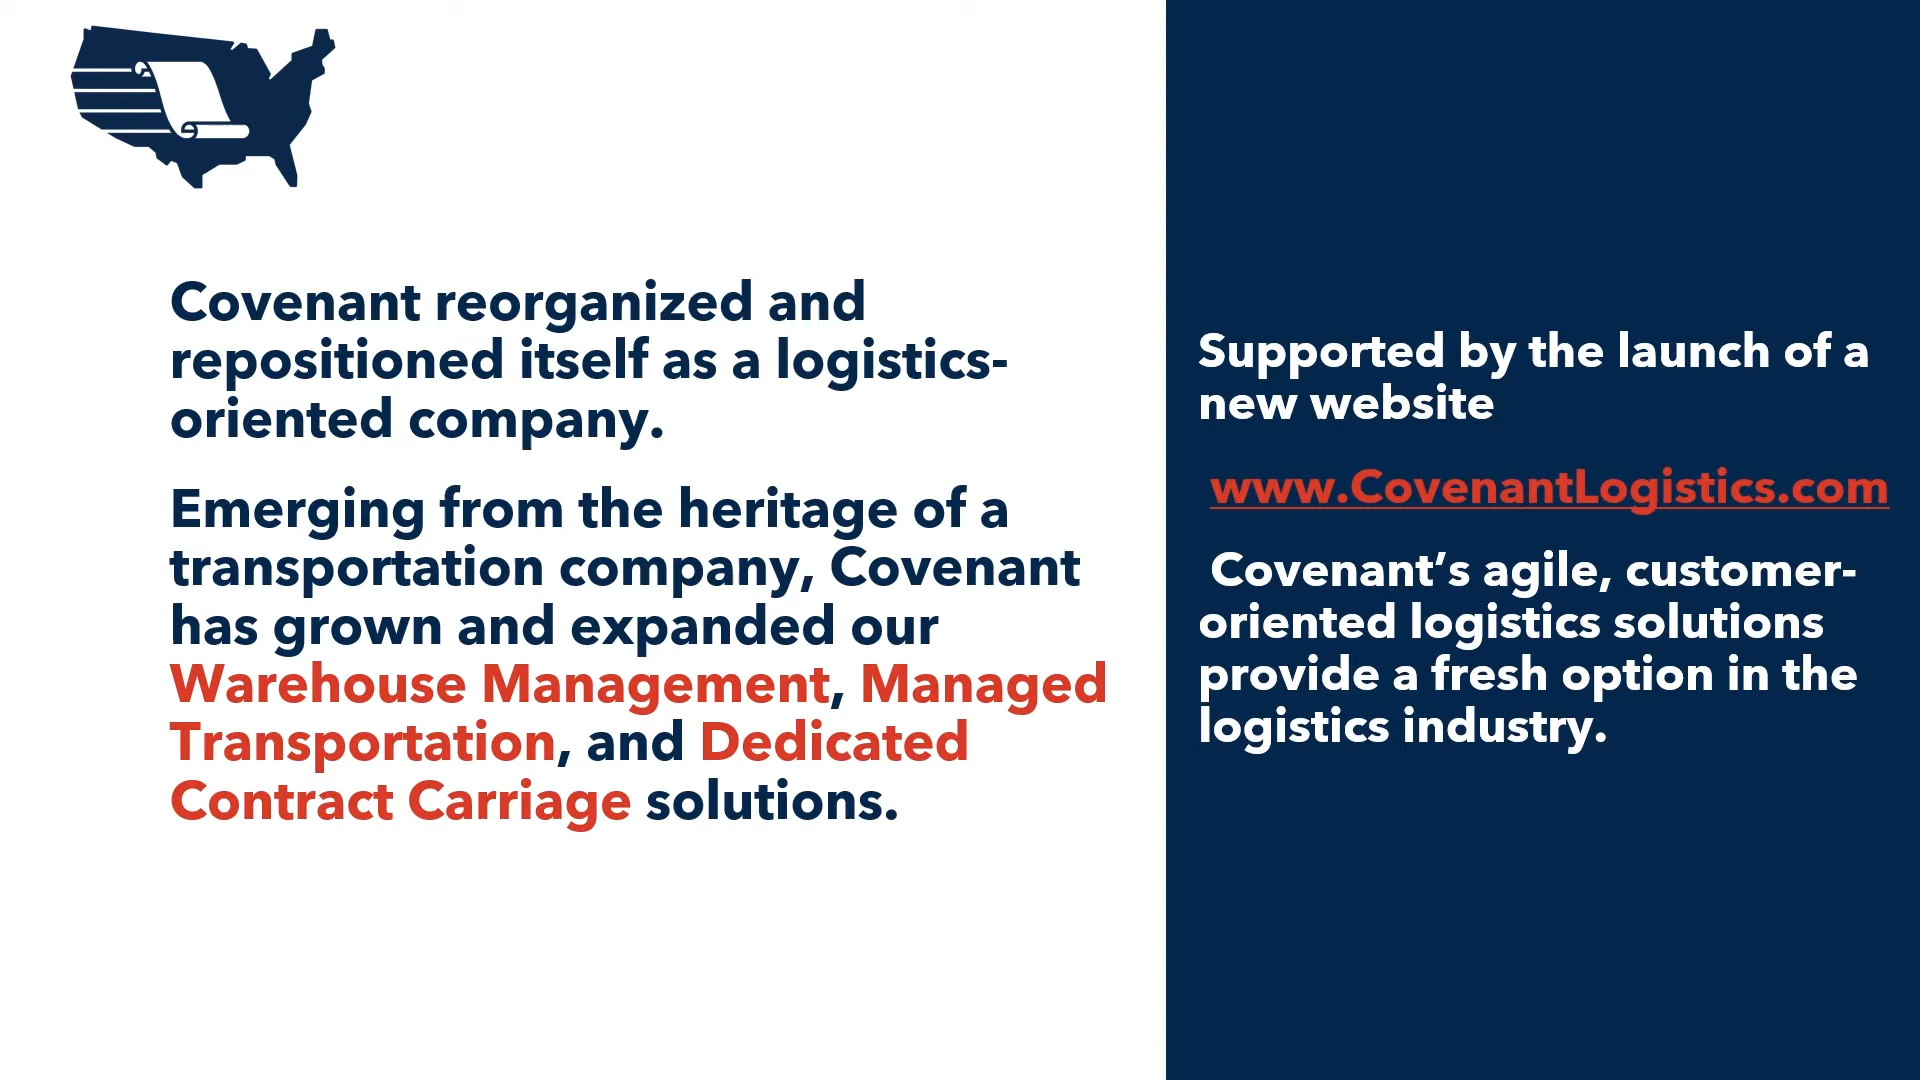 Covenant reorganized and
repositioned itself as a logistics-
oriented company.
Emerging from the heritage of a
transportation company, Covenant
has grown and expanded our
Warehouse Management, Managed
Transportation, and Dedicated
Contract Carriage solutions.
Supported by the launch of a
new website
www.CovenantLogistics.com
Covenant’s agile, customer-
oriented logistics solutions
provide a fresh option in the
logistics industry.